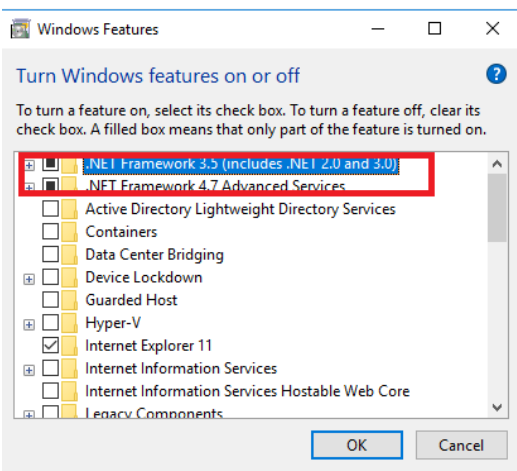 Windows Features
Turn Windows features on or off
To turn a feature on, select its check box. To turn a feature off, clear its
check box. A filled box means that only part of the feature is turned on.
.NET Framework 3.5 (includes .NET 2.0 and 3.0)
.NET Framework 4.7 Advanced Services
Active Directory Lightweight Directory Services
Containers
Data Center Bridging
Device Lockdown
Guarded Host
Hyper-V
Internet Explorer 11
Internet Information Services
Internet Information Services Hostable Web Core
Legacy Components
OK Cancel